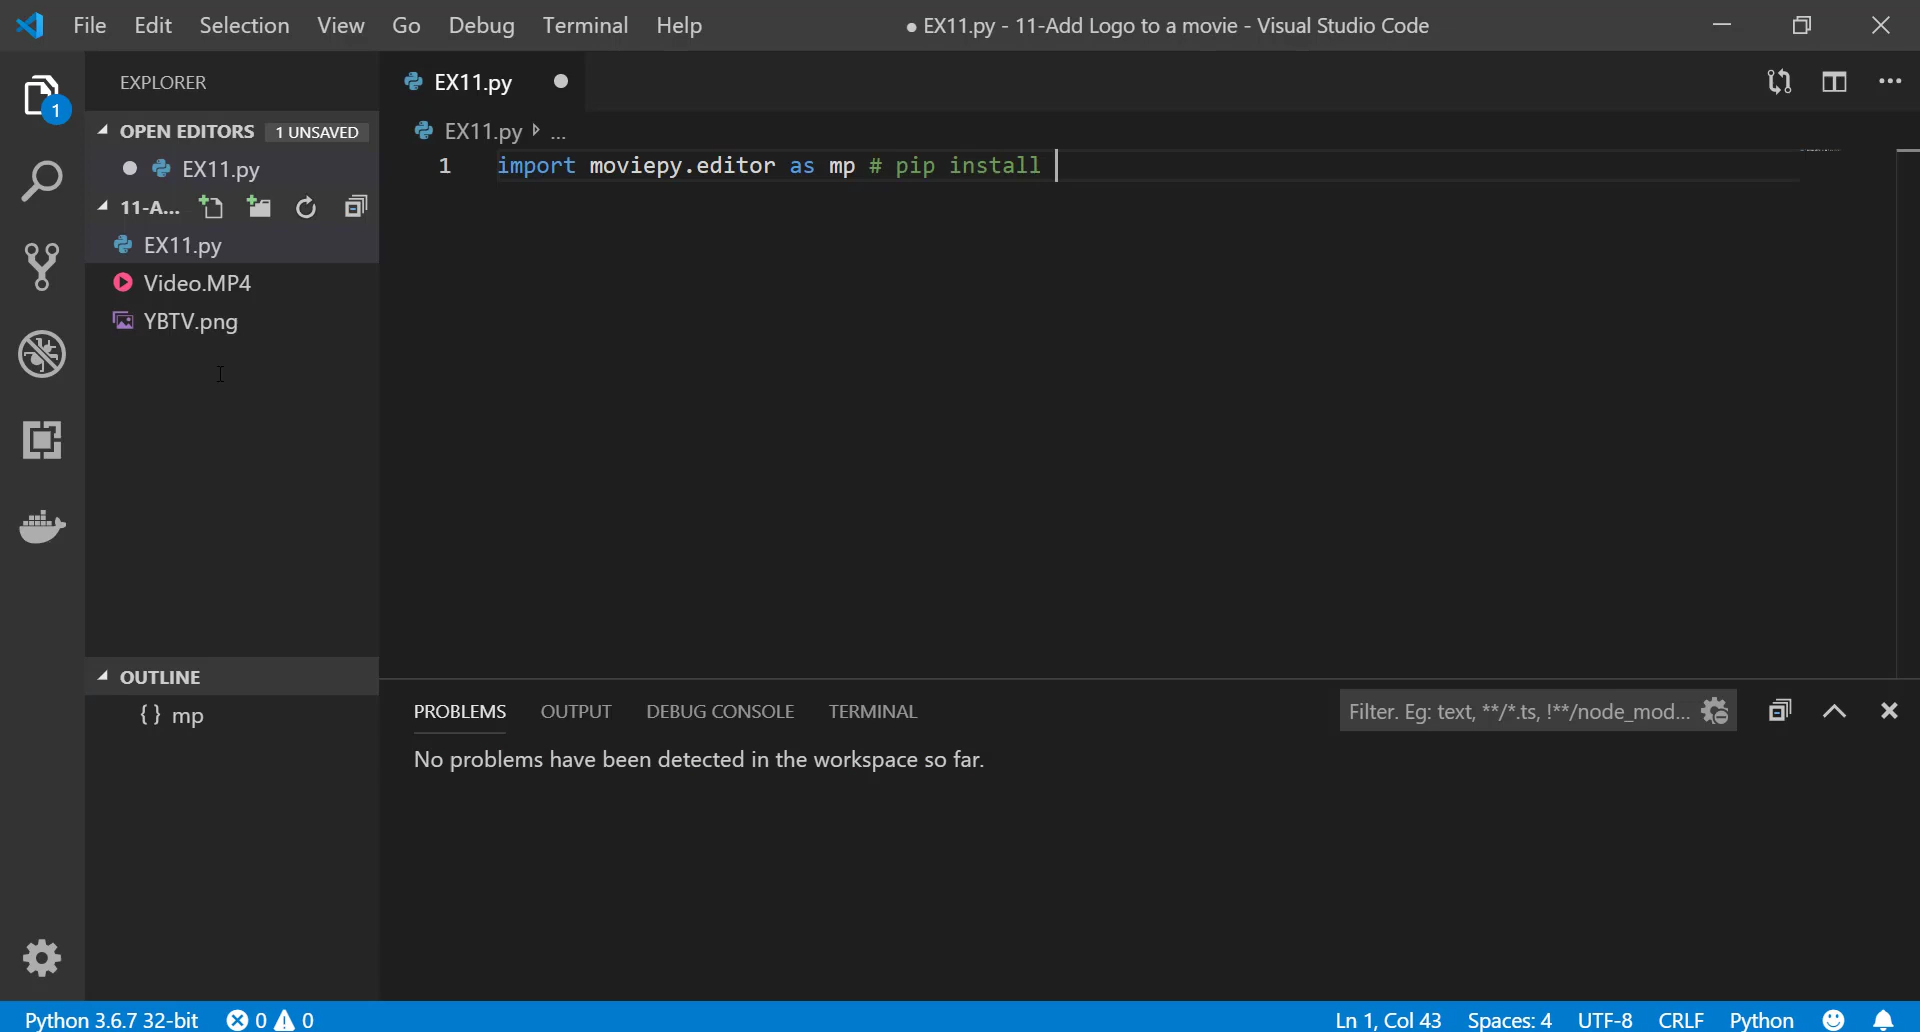 File Edit Selection View Go Debug Terminal Help
● EX11.py - 11-Add Logo to a movie - Visual Studio Code
1
EXPLORER
OPEN EDITORS 1 UNSAVED
EX11.py
11-A...
EX11.py
Video.MP4
YBTV.png
OUTLINE
{} mp
EX11.py
EX11.py ...
1 import moviepy.editor as mp # pip install
PROBLEMS OUTPUT DEBUG CONSOLE TERMINAL
Filter. Eg: text, **/*.ts, !**/node_mod...
No problems have been detected in the workspace so far.
Python 3.6.7 32-bit 0 0 Ln 1, Col 43 Spaces: 4 UTF-8 CRLF Python